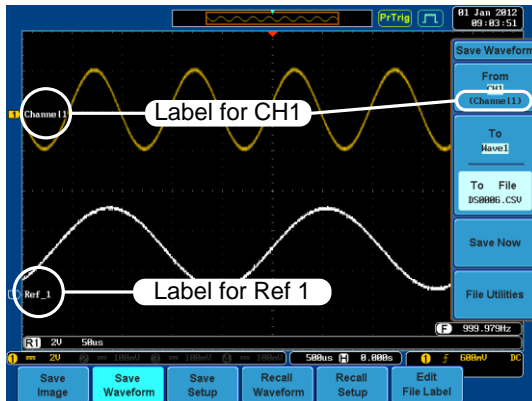 PrTrig
01 Jan 2012
09:03:51
Save Waveform
From
CH1
(Channel1)
1 Channel1
Label for CH1
To
Wave1
To File
DS0006.CSV
Save Now
Ref_1
Label for Ref 1
File Utilities
R1 2V 50us
F 999.979Hz
1 2V 2 100mV 3 100mV 4 100mV 500us H 0.000s 1 600mV DC
Save Image
Save Waveform
Save Setup
Recall Waveform
Recall Setup
Edit File Label